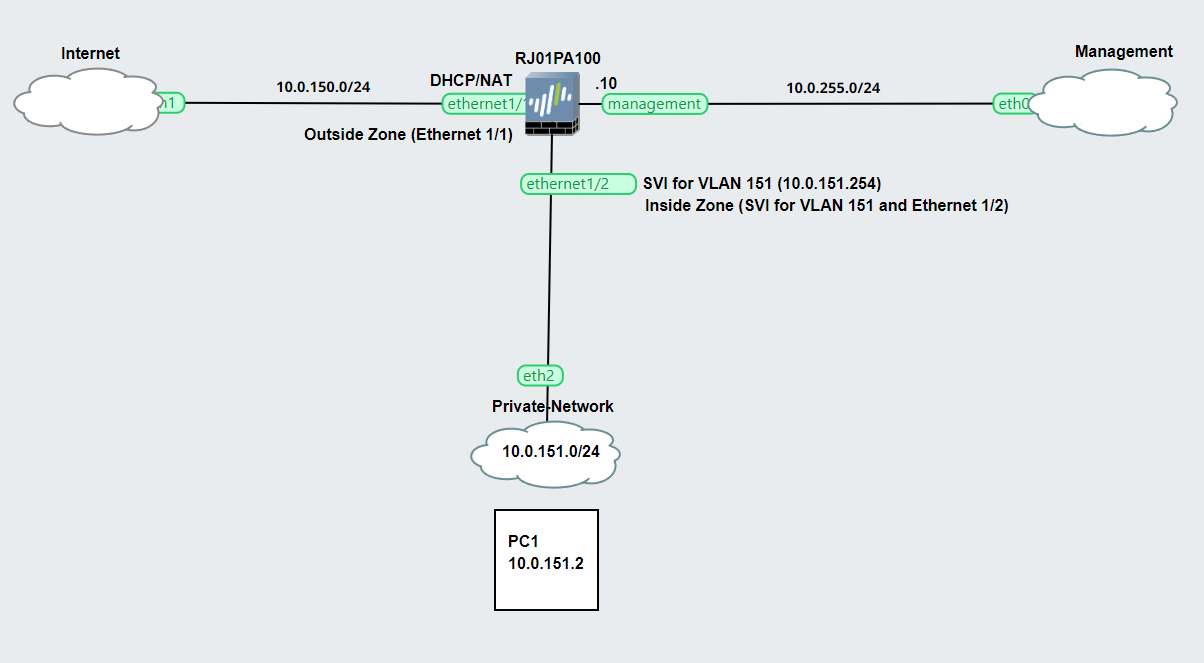 Internet
RJ01PA100
Management
DHCP/NAT
.10
10.0.150.0/24
10.0.255.0/24
ethernet1/
management
eth0
Outside Zone (Ethernet 1/1)
ethernet1/2
SVI for VLAN 151 (10.0.151.254)
Inside Zone (SVI for VLAN 151 and Ethernet 1/2)
eth2
Private-Network
10.0.151.0/24
PC1
10.0.151.2